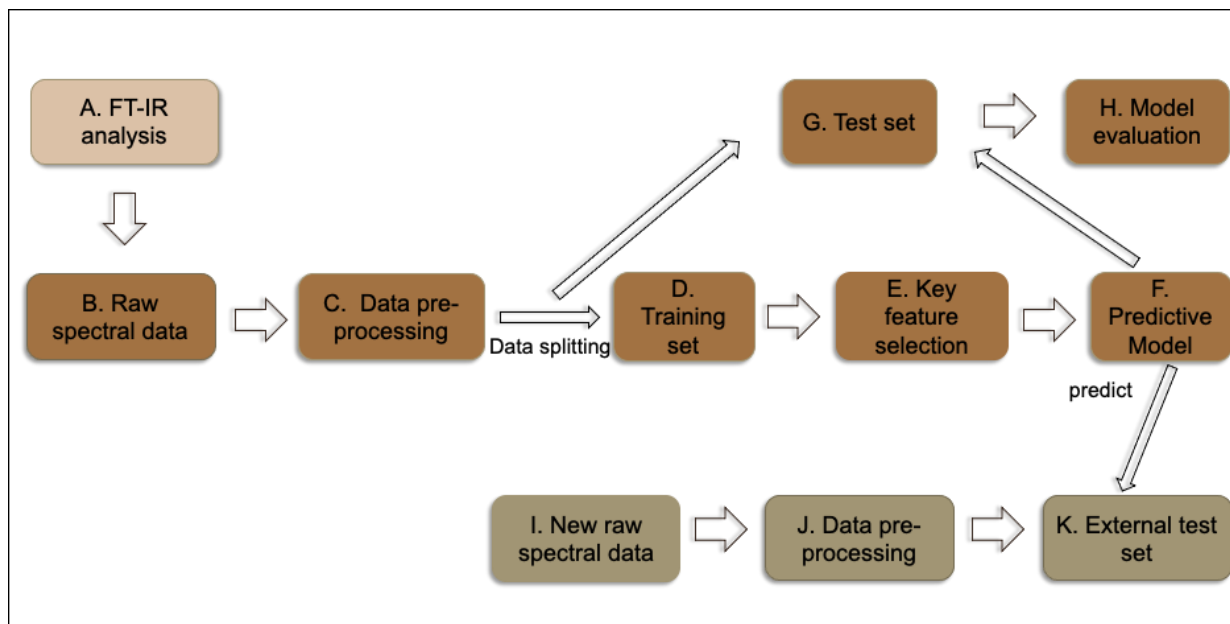 A. FT-IR
analysis
G. Test set
H. Model
evaluation
B. Raw
spectral data
C.  Data pre-
processing
Data splitting
D.
Training
set
E. Key
feature
selection
F.
Predictive
Model
predict
I. New raw
spectral data
J. Data pre-
processing
K. External test
set